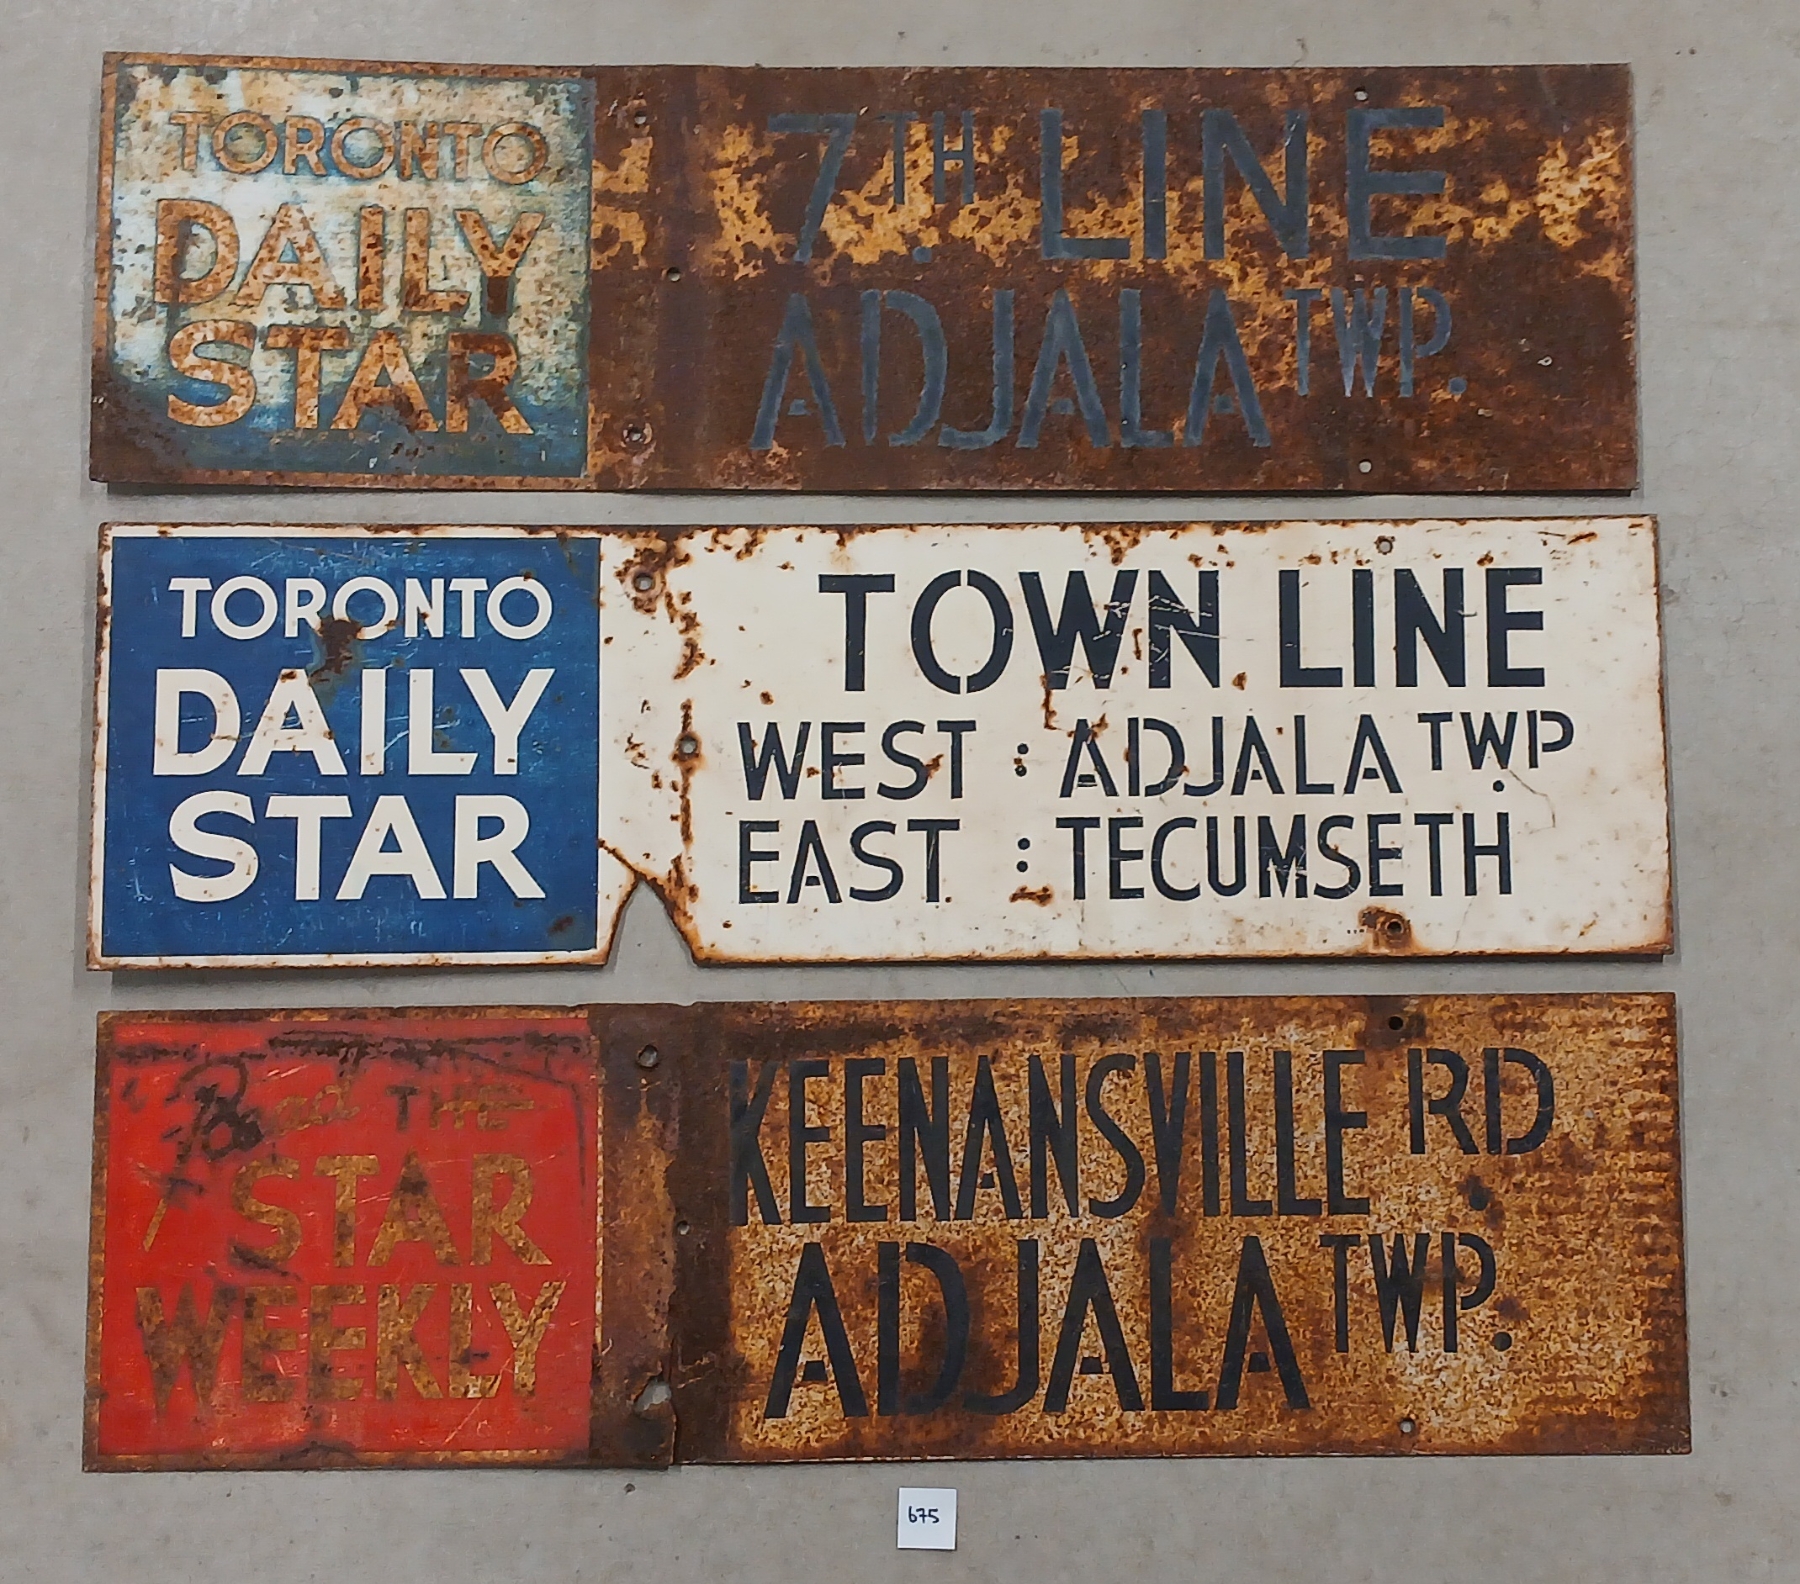 TORONTO
DAILY
STAR
7TH. LINE
ADJALA TWP.
TORONTO
DAILY
STAR
TOWN LINE
WEST : ADJALA TWP.
EAST : TECUMSETH
Read THE
STAR
WEEKLY
KEENANSVILLE RD.
ADJALA TWP.
675